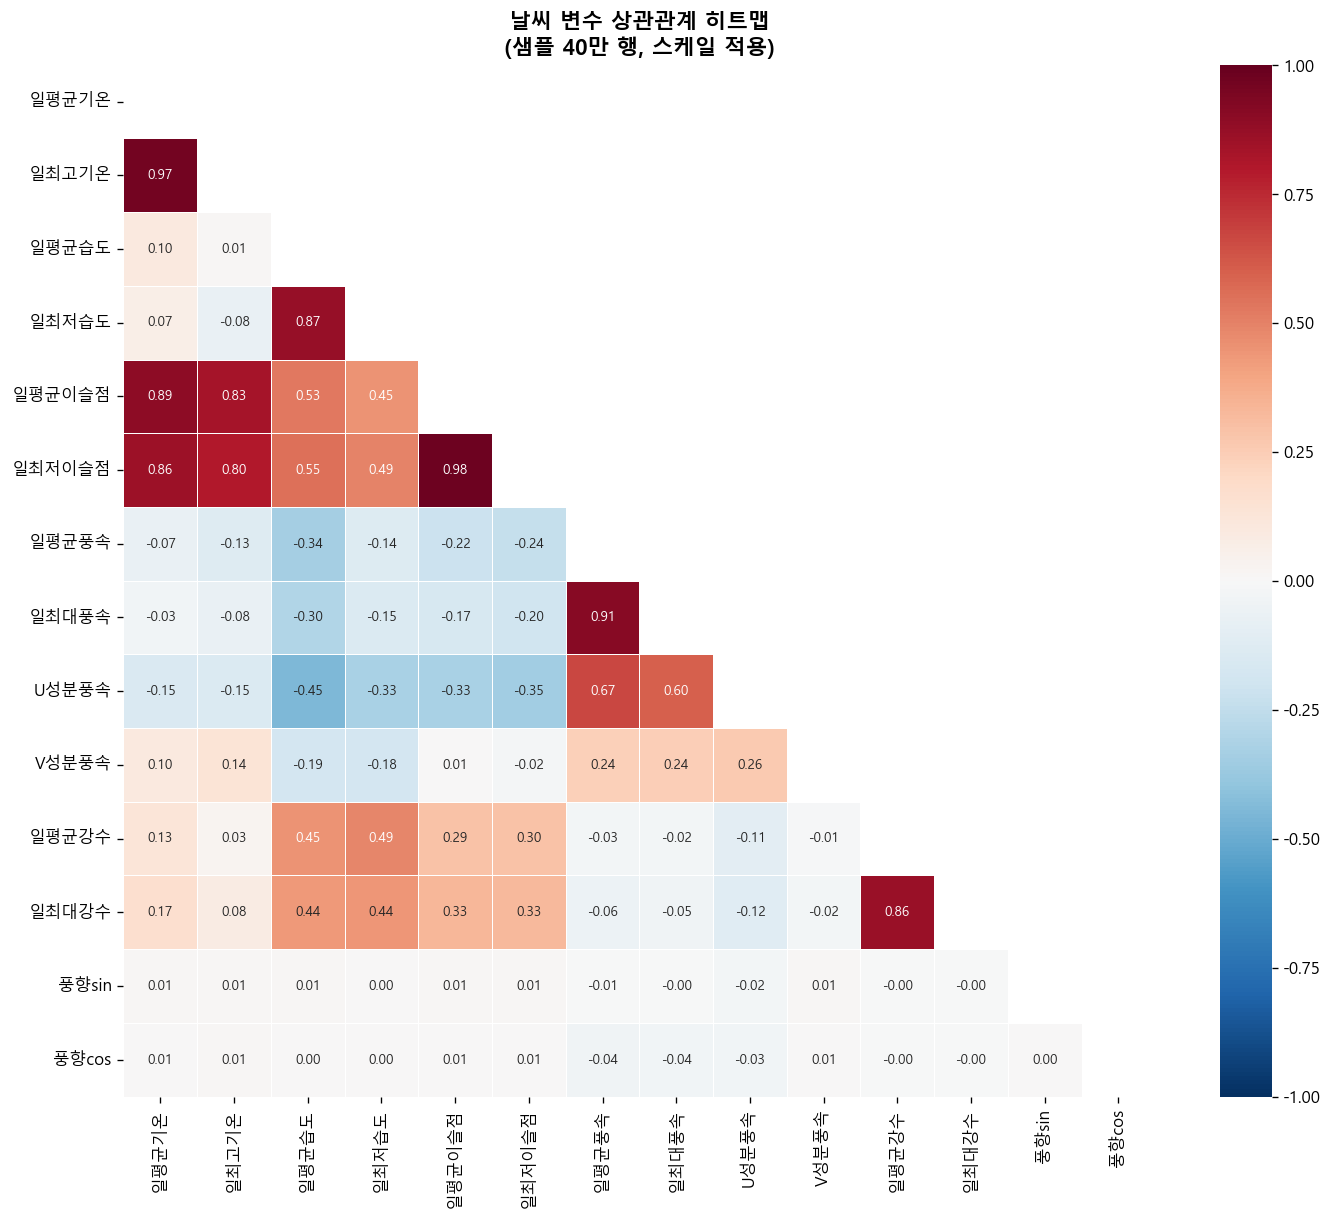 날씨 변수 상관관계 히트맵
(샘플 40만 행, 스케일 적용)
일평균기온
일최고기온 0.97
일평균습도 0.10 0.01
일최저습도 0.07 -0.08 0.87
일평균이슬점 0.89 0.83 0.53 0.45
일최저이슬점 0.86 0.80 0.55 0.49 0.98
일평균풍속 -0.07 -0.13 -0.34 -0.14 -0.22 -0.24
일최대풍속 -0.03 -0.08 -0.30 -0.15 -0.17 -0.20 0.91
U성분풍속 -0.15 -0.15 -0.45 -0.33 -0.33 -0.35 0.67 0.60
V성분풍속 0.10 0.14 -0.19 -0.18 0.01 -0.02 0.24 0.24 0.26
일평균강수 0.13 0.03 0.45 0.49 0.29 0.30 -0.03 -0.02 -0.11 -0.01
일최대강수 0.17 0.08 0.44 0.44 0.33 0.33 -0.06 -0.05 -0.12 -0.02 0.86
풍향sin 0.01 0.01 0.01 0.00 0.01 0.01 -0.01 -0.00 -0.02 0.01 -0.00 -0.00
풍향cos 0.01 0.01 0.00 0.00 0.01 0.01 -0.04 -0.04 -0.03 0.01 -0.00 -0.00 0.00
일평균기온 일최고기온 일평균습도 일최저습도 일평균이슬점 일최저이슬점 일평균풍속 일최대풍속 U성분풍속 V성분풍속 일평균강수 일최대강수 풍향sin 풍향cos
1.00
0.75
0.50
0.25
0.00
-0.25
-0.50
-0.75
-1.00